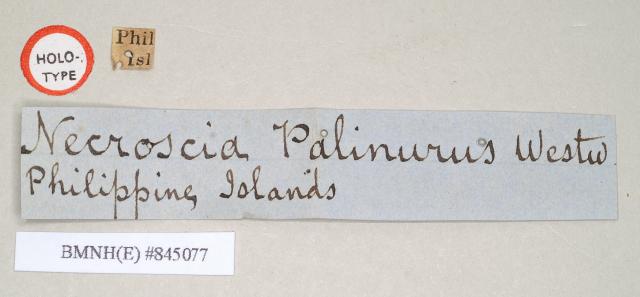 HOLO-
TYPE
Phil
Isl
Necroscia Palinurus Westw
Philippine Islands
BMNH(E) #845077